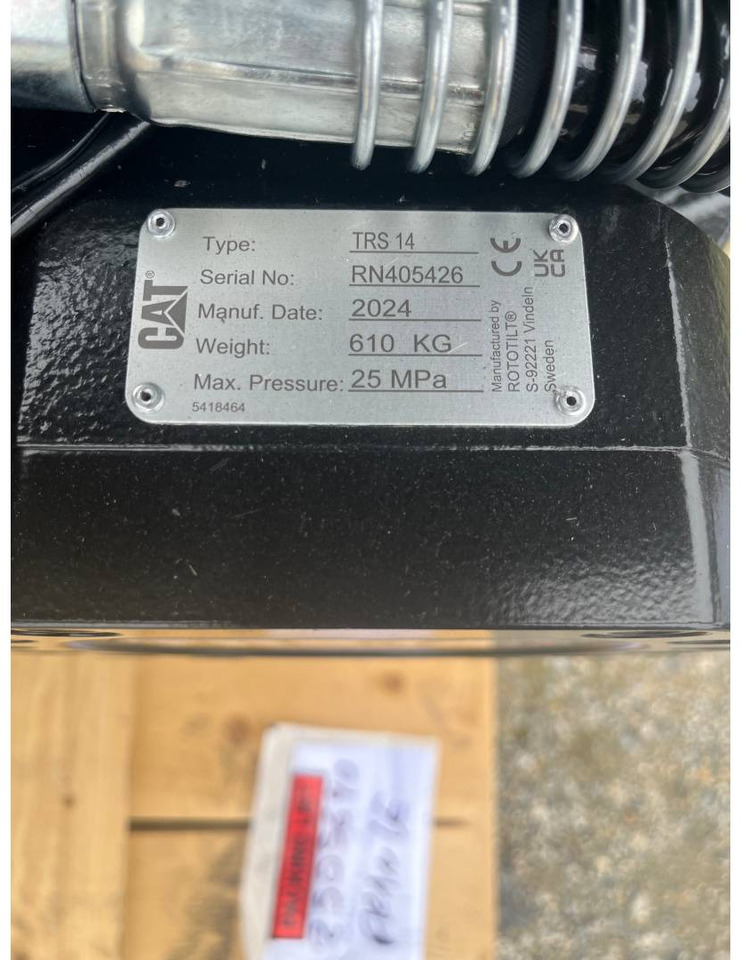 CAT®
Type: TRS 14
Serial No: RN405426
Manuf. Date: 2024
Weight: 610 KG
Max. Pressure: 25 MPa
5418464
Manufactured by
ROTOTILT®
S-92221 Vindeln
Sweden
CE
UK
CA